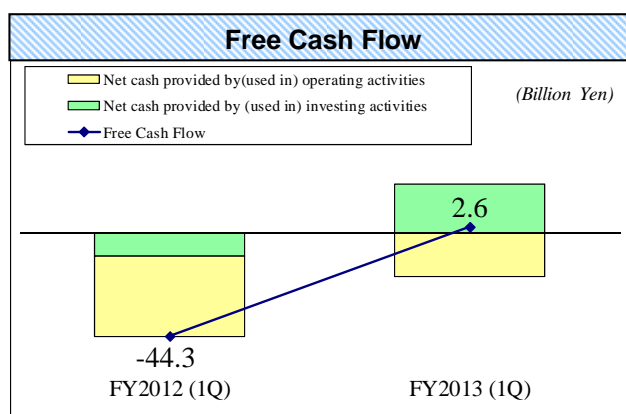 Free Cash Flow
Net cash provided by(used in) operating activities
(Billion Yen)
Net cash provided by (used in) investing activities
Free Cash Flow
2.6
-44.3
FY2012 (1Q)
FY2013 (1Q)